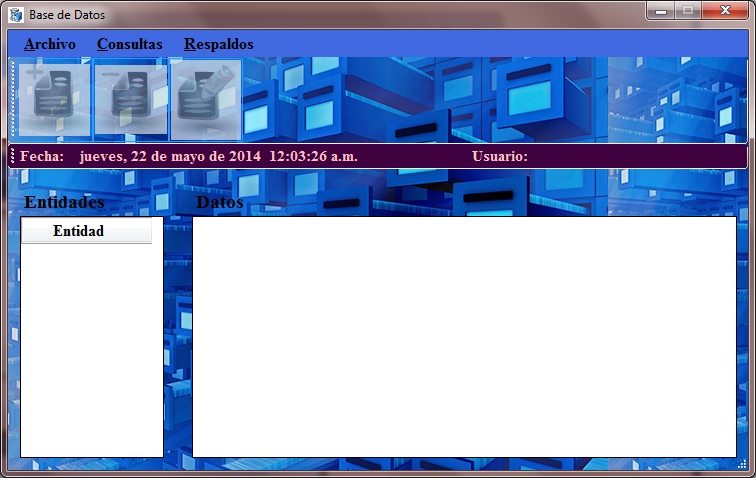 Base de Datos
Archivo Consultas Respaldos
Fecha: jueves, 22 de mayo de 2014 12:03:26 a.m. Usuario:
Entidades Datos
Entidad